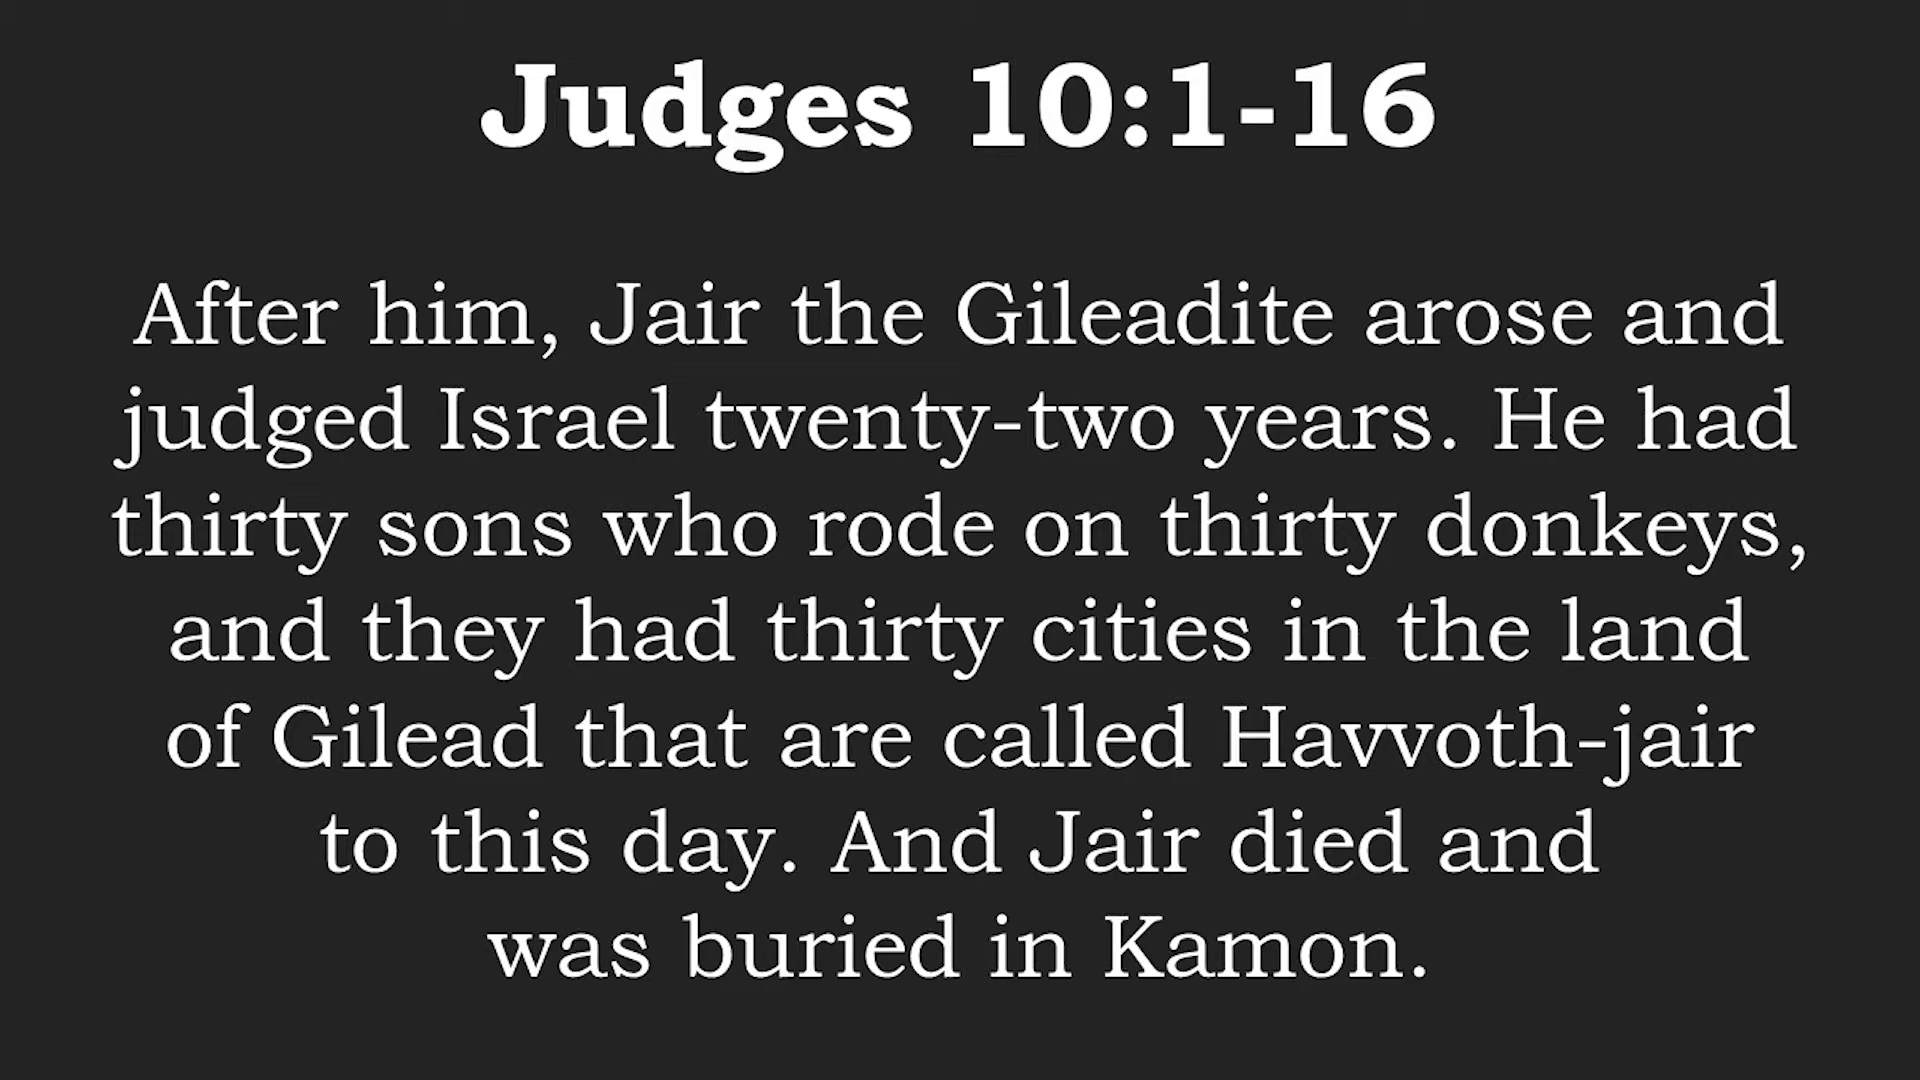 Judges 10:1-16
After him, Jair the Gileadite arose and
judged Israel twenty-two years. He had
thirty sons who rode on thirty donkeys,
and they had thirty cities in the land
of Gilead that are called Havvoth-jair
to this day. And Jair died and
was buried in Kamon.